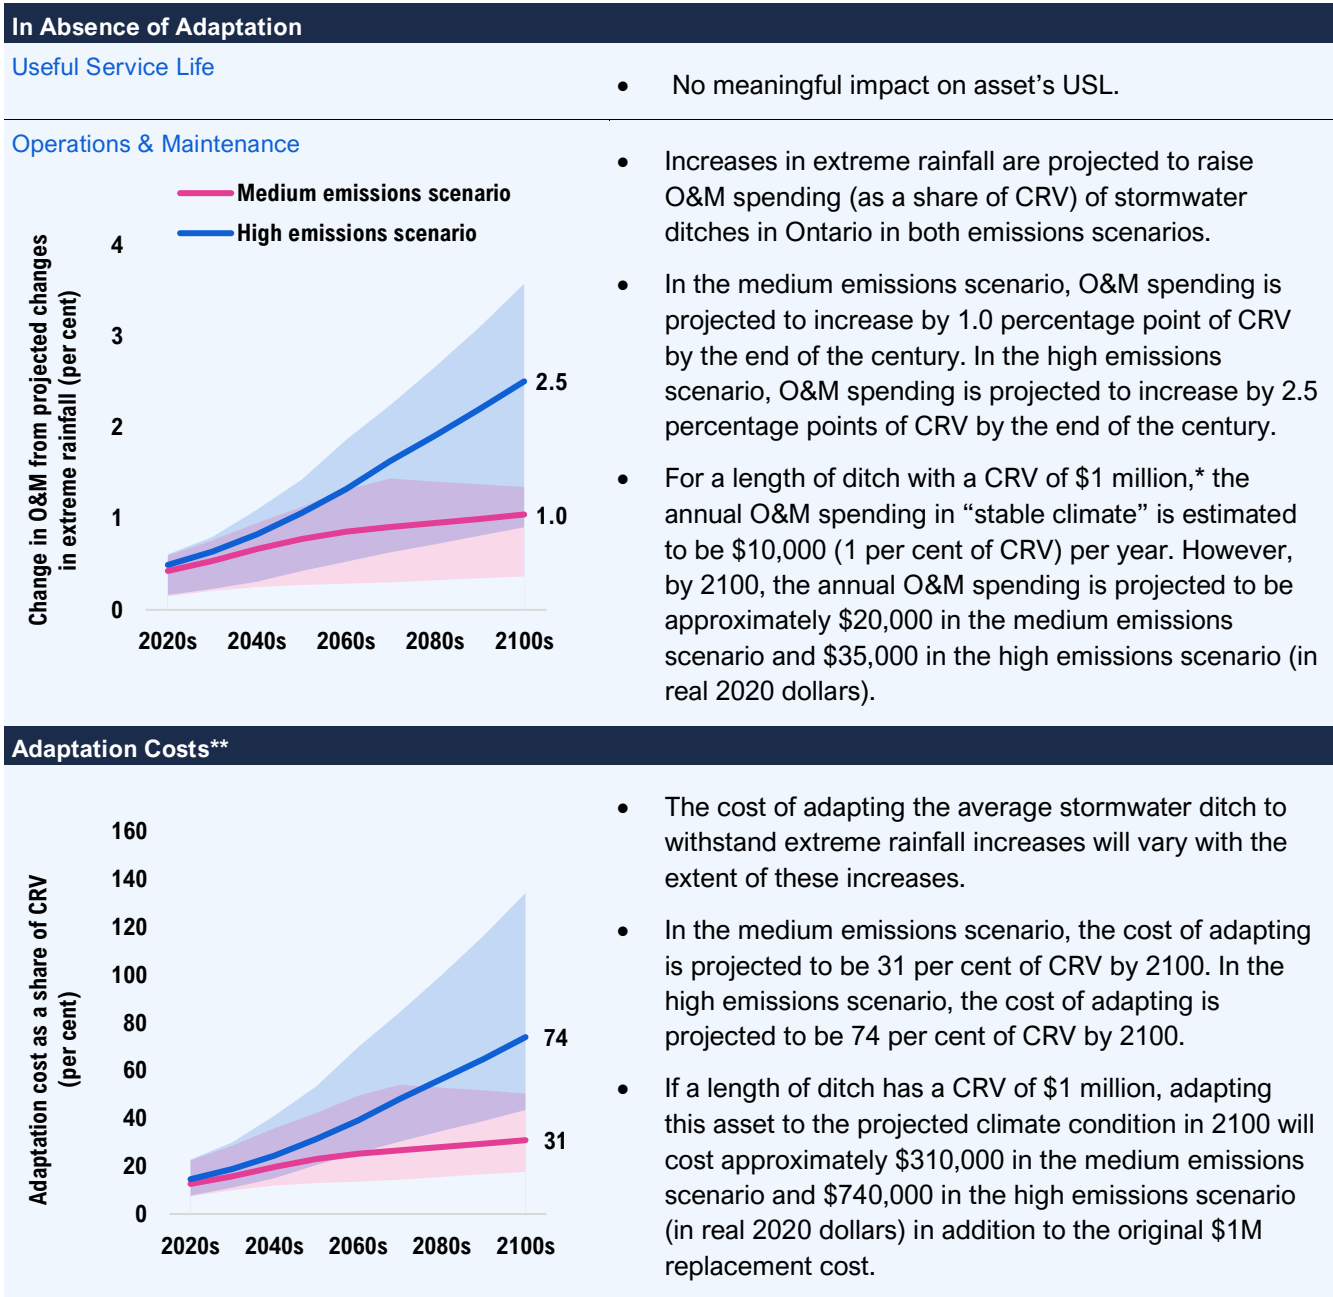 In Absence of Adaptation
Useful Service Life
• No meaningful impact on asset’s USL.
Operations & Maintenance
Medium emissions scenario
High emissions scenario
Change in O&M from projected changes
in extreme rainfall (per cent)
4
3
2
1
0
2.5
1.0
2020s 2040s 2060s 2080s 2100s
• Increases in extreme rainfall are projected to raise
O&M spending (as a share of CRV) of stormwater
ditches in Ontario in both emissions scenarios.
• In the medium emissions scenario, O&M spending is
projected to increase by 1.0 percentage point of CRV
by the end of the century. In the high emissions
scenario, O&M spending is projected to increase by 2.5
percentage points of CRV by the end of the century.
• For a length of ditch with a CRV of $1 million,* the
annual O&M spending in “stable climate” is estimated
to be $10,000 (1 per cent of CRV) per year. However,
by 2100, the annual O&M spending is projected to be
approximately $20,000 in the medium emissions
scenario and $35,000 in the high emissions scenario (in
real 2020 dollars).
Adaptation Costs**
Adaptation cost as a share of CRV
(per cent)
160
140
120
100
80
60
40
20
0
74
31
2020s 2040s 2060s 2080s 2100s
• The cost of adapting the average stormwater ditch to
withstand extreme rainfall increases will vary with the
extent of these increases.
• In the medium emissions scenario, the cost of adapting
is projected to be 31 per cent of CRV by 2100. In the
high emissions scenario, the cost of adapting is
projected to be 74 per cent of CRV by 2100.
• If a length of ditch has a CRV of $1 million, adapting
this asset to the projected climate condition in 2100 will
cost approximately $310,000 in the medium emissions
scenario and $740,000 in the high emissions scenario
(in real 2020 dollars) in addition to the original $1M
replacement cost.